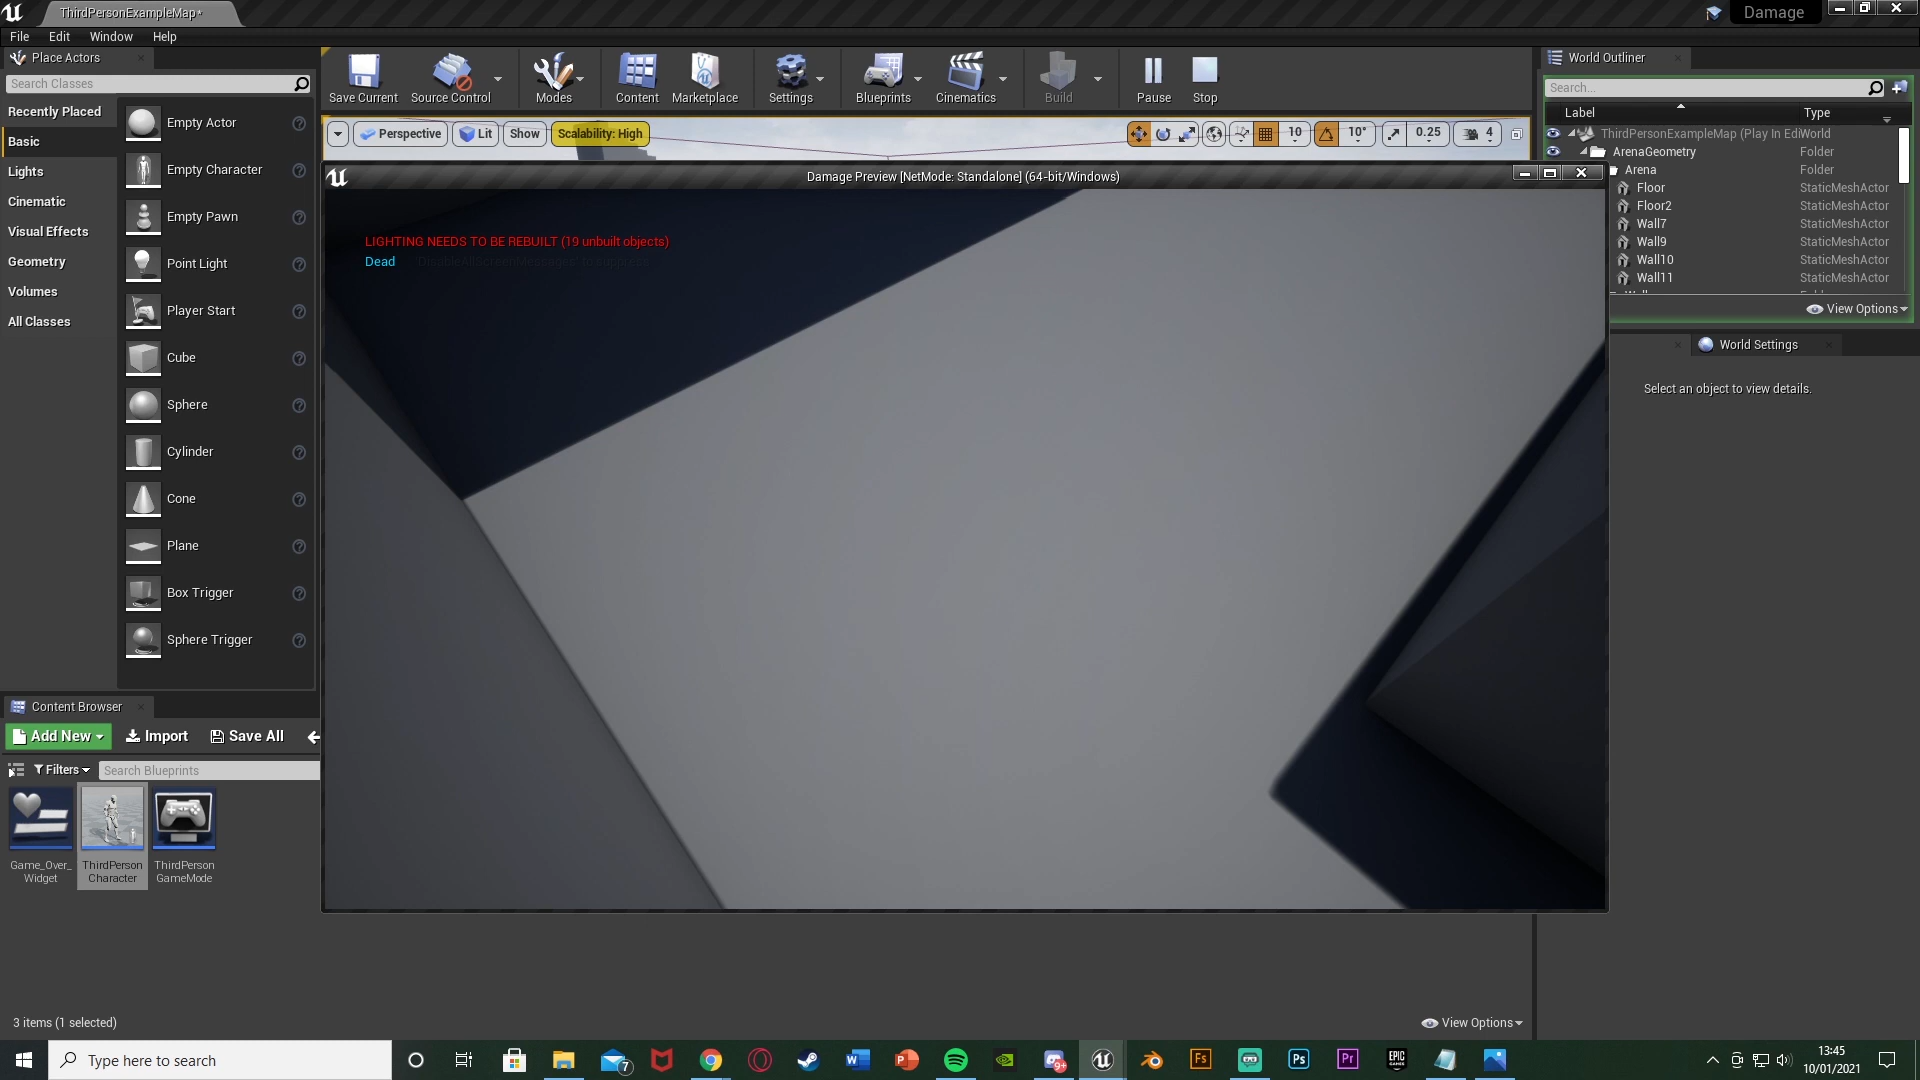 ThirdPersonExampleMap*
Damage
File Edit Window Help
Place Actors
Search Classes
Recently Placed
Basic
Lights
Cinematic
Visual Effects
Geometry
Volumes
All Classes
Empty Actor
Empty Character
Empty Pawn
Point Light
Player Start
Cube
Sphere
Cylinder
Cone
Plane
Box Trigger
Sphere Trigger
Save Current Source Control Modes Content Marketplace Settings Blueprints Cinematics Build Pause Stop
Perspective Lit Show Scalability: High 10 10° 0.25 4
Damage Preview [NetMode: Standalone] (64-bit/Windows)
LIGHTING NEEDS TO BE REBUILT (19 unbuilt objects)
Dead
World Outliner
Search...
Label Type
ThirdPersonExampleMap (Play In Edi World
ArenaGeometry Folder
Arena Folder
Floor StaticMeshActor
Floor2 StaticMeshActor
Wall7 StaticMeshActor
Wall9 StaticMeshActor
Wall10 StaticMeshActor
Wall11 StaticMeshActor
View Options
World Settings
Select an object to view details.
Content Browser
Add New Import Save All
Filters Search Blueprints
Game_Over_
Widget
ThirdPerson
Character
ThirdPerson
GameMode
3 items (1 selected)
View Options
Type here to search
7
9+
13:45
10/01/2021